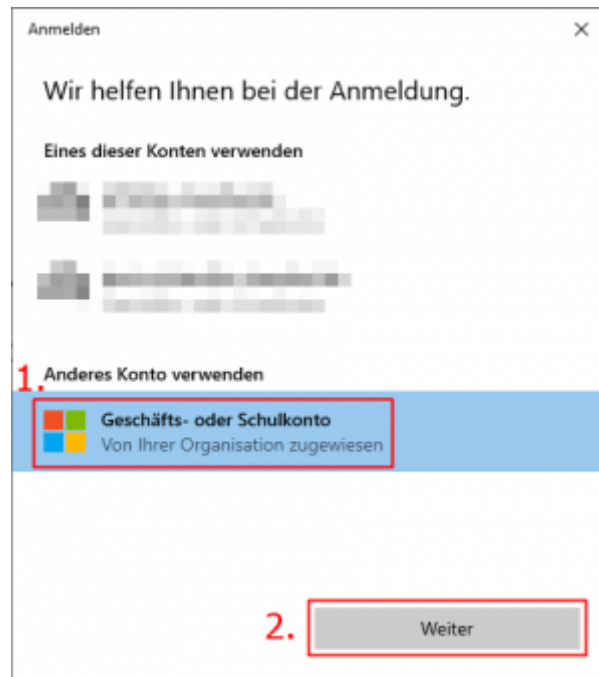 Anmelden
Wir helfen Ihnen bei der Anmeldung.
Eines dieser Konten verwenden
Anderes Konto verwenden
1.
Geschäfts- oder Schulkonto
Von Ihrer Organisation zugewiesen
2.
Weiter